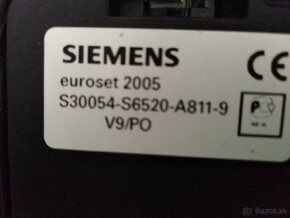 SIEMENS
euroset 2005
S30054-S6520-A811-9
V9/PO
CE
Bazos.sk